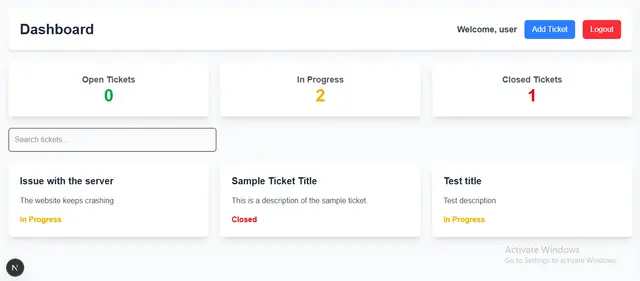 Dashboard
Welcome, user
Add Ticket
Logout
Open Tickets
0
In Progress
2
Closed Tickets
1
Search tickets...
Issue with the server
The website keeps crashing
In Progress
Sample Ticket Title
This is a description of the sample ticket.
Closed
Test title
Test description
In Progress
Activate Windows
Go to Settings to activate Windows.
N